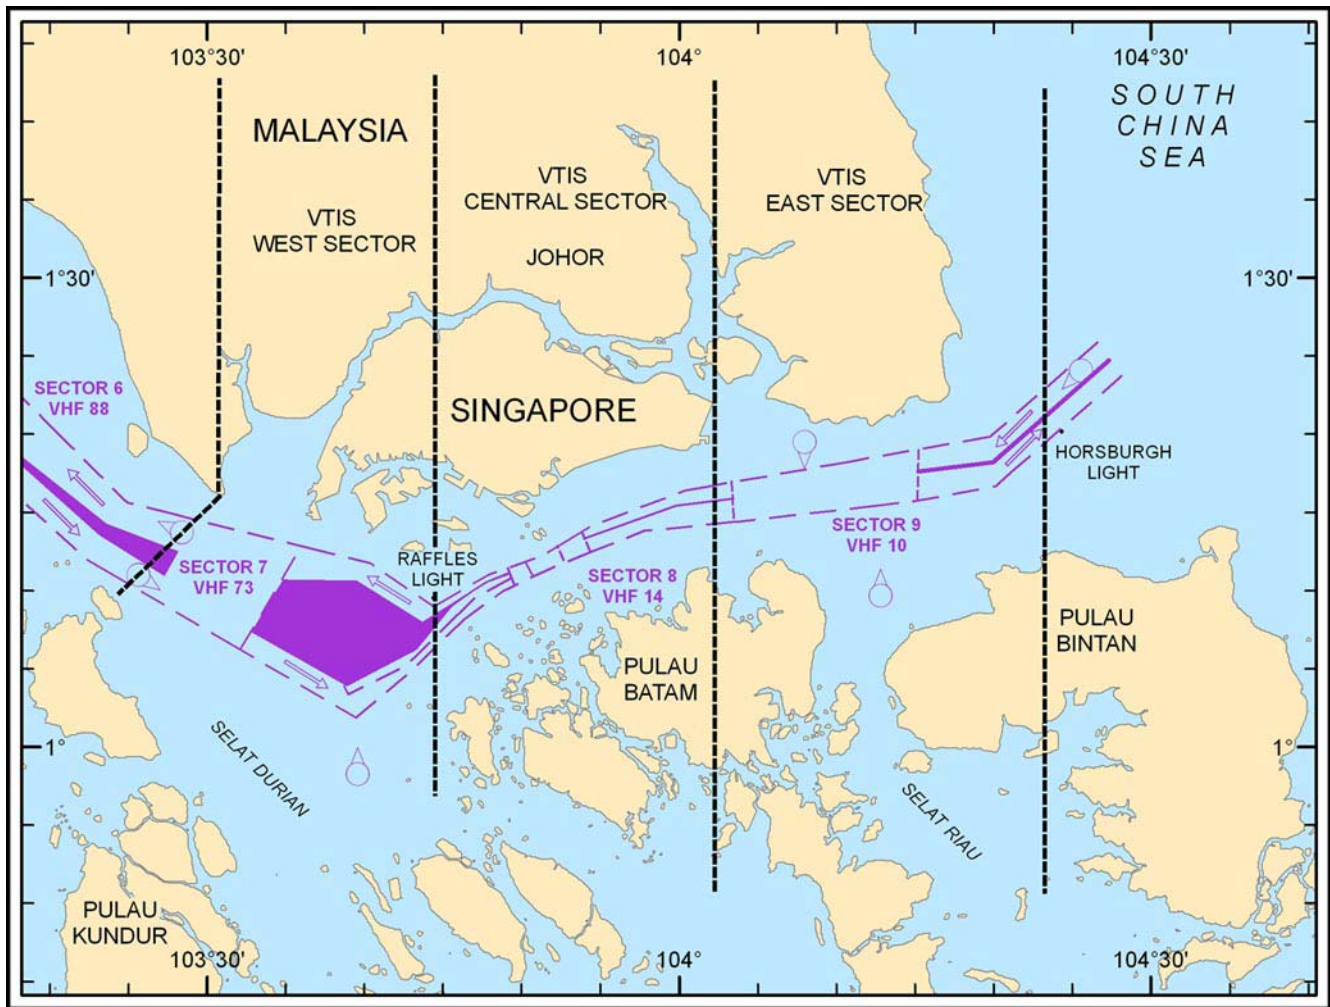 103°30'
104°
104°30'
SOUTH
CHINA
SEA
MALAYSIA
VTIS
CENTRAL SECTOR
VTIS
EAST SECTOR
VTIS
WEST SECTOR
JOHOR
1°30'
1°30'
SECTOR 6
VHF 88
SINGAPORE
HORSBURGH
LIGHT
SECTOR 9
VHF 10
RAFFLES
LIGHT
SECTOR 7
VHF 73
SECTOR 8
VHF 14
PULAU
BINTAN
PULAU
BATAM
1°
1°
SELAT DURIAN
SELAT RIAU
PULAU
KUNDUR
103°30'
104°
104°30'